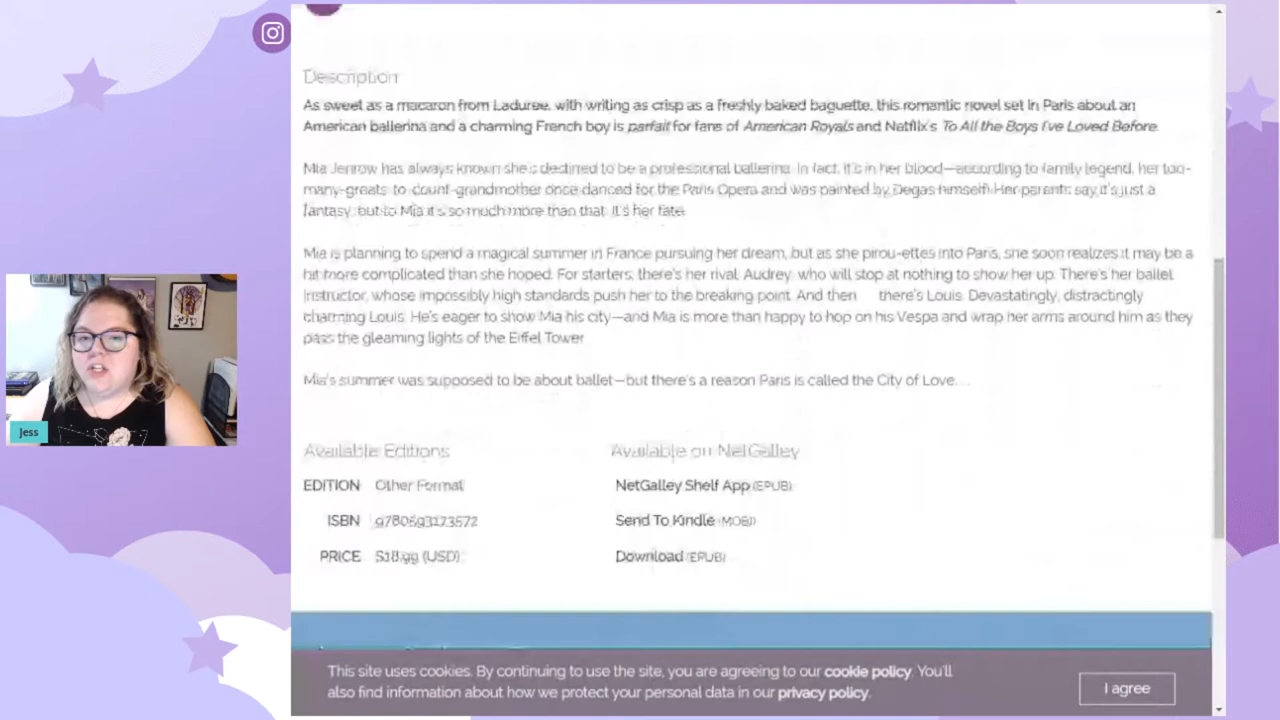 Description
As sweet as a macaron from Laduree, with writing as crisp as a freshly baked baguette, this romantic novel set in Paris about an
American ballerina and a charming French boy is parfait for fans of American Royals and Netflix's To All the Boys I've Loved Before.
Mia Jenrow has always known she's destined to be a professional ballerina. In fact, it's in her blood—according to family legend, her too-
many-greats-to-count-grandmother once danced for the Paris Opera and was painted by Degas himself! Her parents say it's just a
fantasy, but to Mia it's so much more than that. It's her fate.
Mia is planning to spend a magical summer in France pursuing her dream, but as she pirou-ettes into Paris, she soon realizes it may be a
bit more complicated than she hoped. For starters, there's her rival, Audrey, who will stop at nothing to show her up. There's her ballet
instructor, whose impossibly high standards push her to the breaking point. And then there's Louis. Devastatingly, distractingly
charming Louis. He's eager to show Mia his city—and Mia is more than happy to hop on his Vespa and wrap her arms around him as they
pass the gleaming lights of the Eiffel Tower.
Mia's summer was supposed to be about ballet—but there's a reason Paris is called the City of Love...
Available Editions
Available on NetGalley
EDITION Other Format
NetGalley Shelf App (EPUB)
ISBN 9780593173572
Send To Kindle (MOBI)
PRICE $18.99 (USD)
Download (EPUB)
Jess
This site uses cookies. By continuing to use the site, you are agreeing to our cookie policy. You'll
also find information about how we protect your personal data in our privacy policy.
I agree